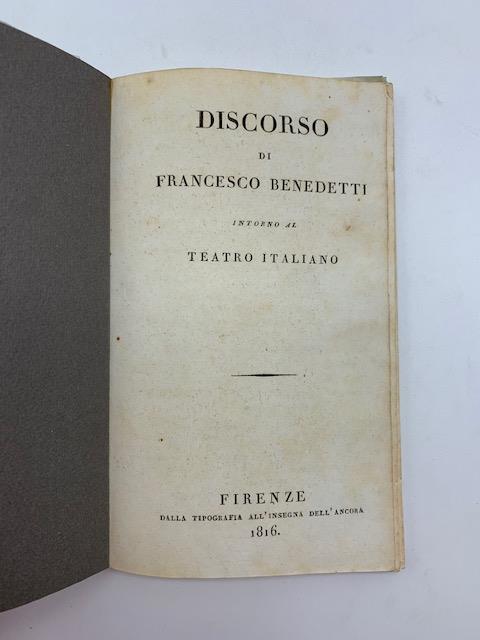 DISCORSO
DI
FRANCESCO BENEDETTI
INTORNO AL
TEATRO ITALIANO
FIRENZE
DALLA TIPOGRAFIA ALL'INSEGNA DELL'ANCORA
1816.